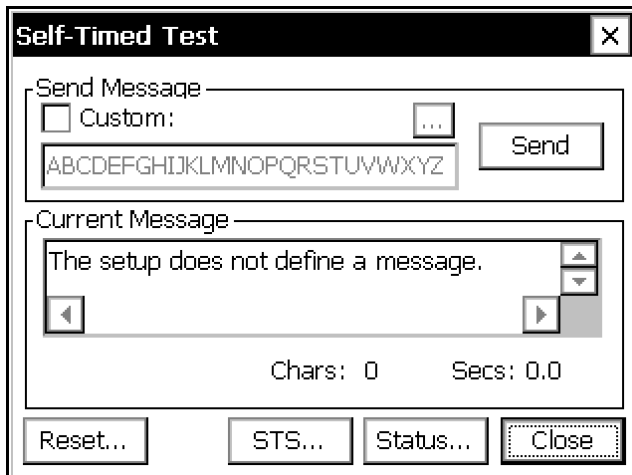 Self-Timed Test
Send Message
Custom:
...
ABCDEFGHIJKLMNOPQRSTUVWXYZ
Send
Current Message
The setup does not define a message.
Chars: 0 Secs: 0.0
Reset... STS... Status... Close